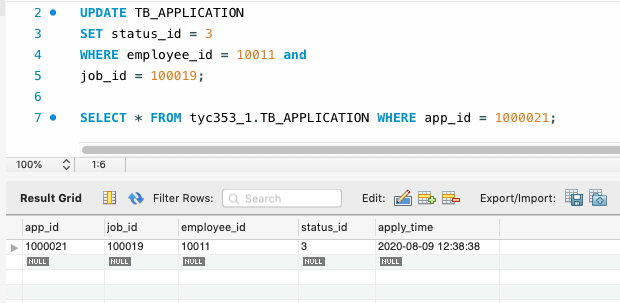 2 UPDATE TB_APPLICATION
3 SET status_id = 3
4 WHERE employee_id = 10011 and
5 job_id = 100019;
6
7 SELECT * FROM tyc353_1.TB_APPLICATION WHERE app_id = 1000021;
100% 1:6
Result Grid Filter Rows: Search Edit: Export/Import:
app_id job_id employee_id status_id apply_time
1000021 100019 10011 3 2020-08-09 12:38:38
NULL NULL NULL NULL NULL